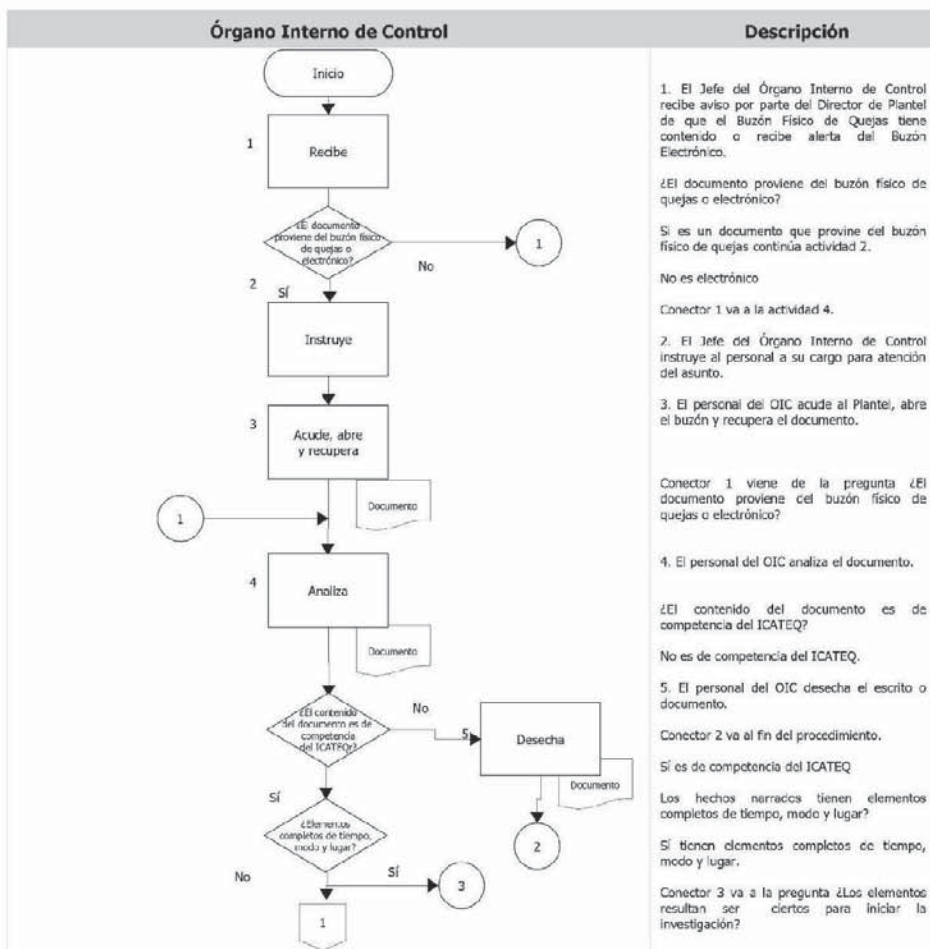 Órgano Interno de Control
Inicio
1
Recibe
¿El documento
proviene del buzón físico
de quejas o
electrónico?
1
No
2
Sí
Instruye
3
Acude, abre
y recupera
Documento
1
4
Analiza
Documento
¿El contenido
del documento es de
competencia
del ICATEQr?
No
5
Desecha
Documento
2
Sí
¿Elementos
completos de tiempo,
modo y lugar?
Sí
3
No
1
Descripción
1. El Jefe del Órgano Interno de Control
recibe aviso por parte del Director de Plantel
de que el Buzón Físico de Quejas tiene
contenido o recibe alerta del Buzón
Electrónico.
¿El documento proviene del buzón físico de
quejas o electrónico?
Si es un documento que provine del buzón
físico de quejas continúa actividad 2.
No es electrónico
Conector 1 va a la actividad 4.
2. El Jefe del Órgano Interno de Control
instruye al personal a su cargo para atención
del asunto.
3. El personal del OIC acude al Plantel, abre
el buzón y recupera el documento.
Conector 1 viene de la pregunta ¿El
documento proviene del buzón físico de
quejas o electrónico?
4. El personal del OIC analiza el documento.
¿El contenido del documento es de
competencia del ICATEQ?
No es de competencia del ICATEQ.
5. El personal del OIC desecha el escrito o
documento.
Conector 2 va al fin del procedimiento.
Sí es de competencia del ICATEQ
Los hechos narrados tienen elementos
completos de tiempo, modo y lugar?
Sí tienen elementos completos de tiempo,
modo y lugar.
Conector 3 va a la pregunta ¿Los elementos
resultan ser ciertos para iniciar la
investigación?